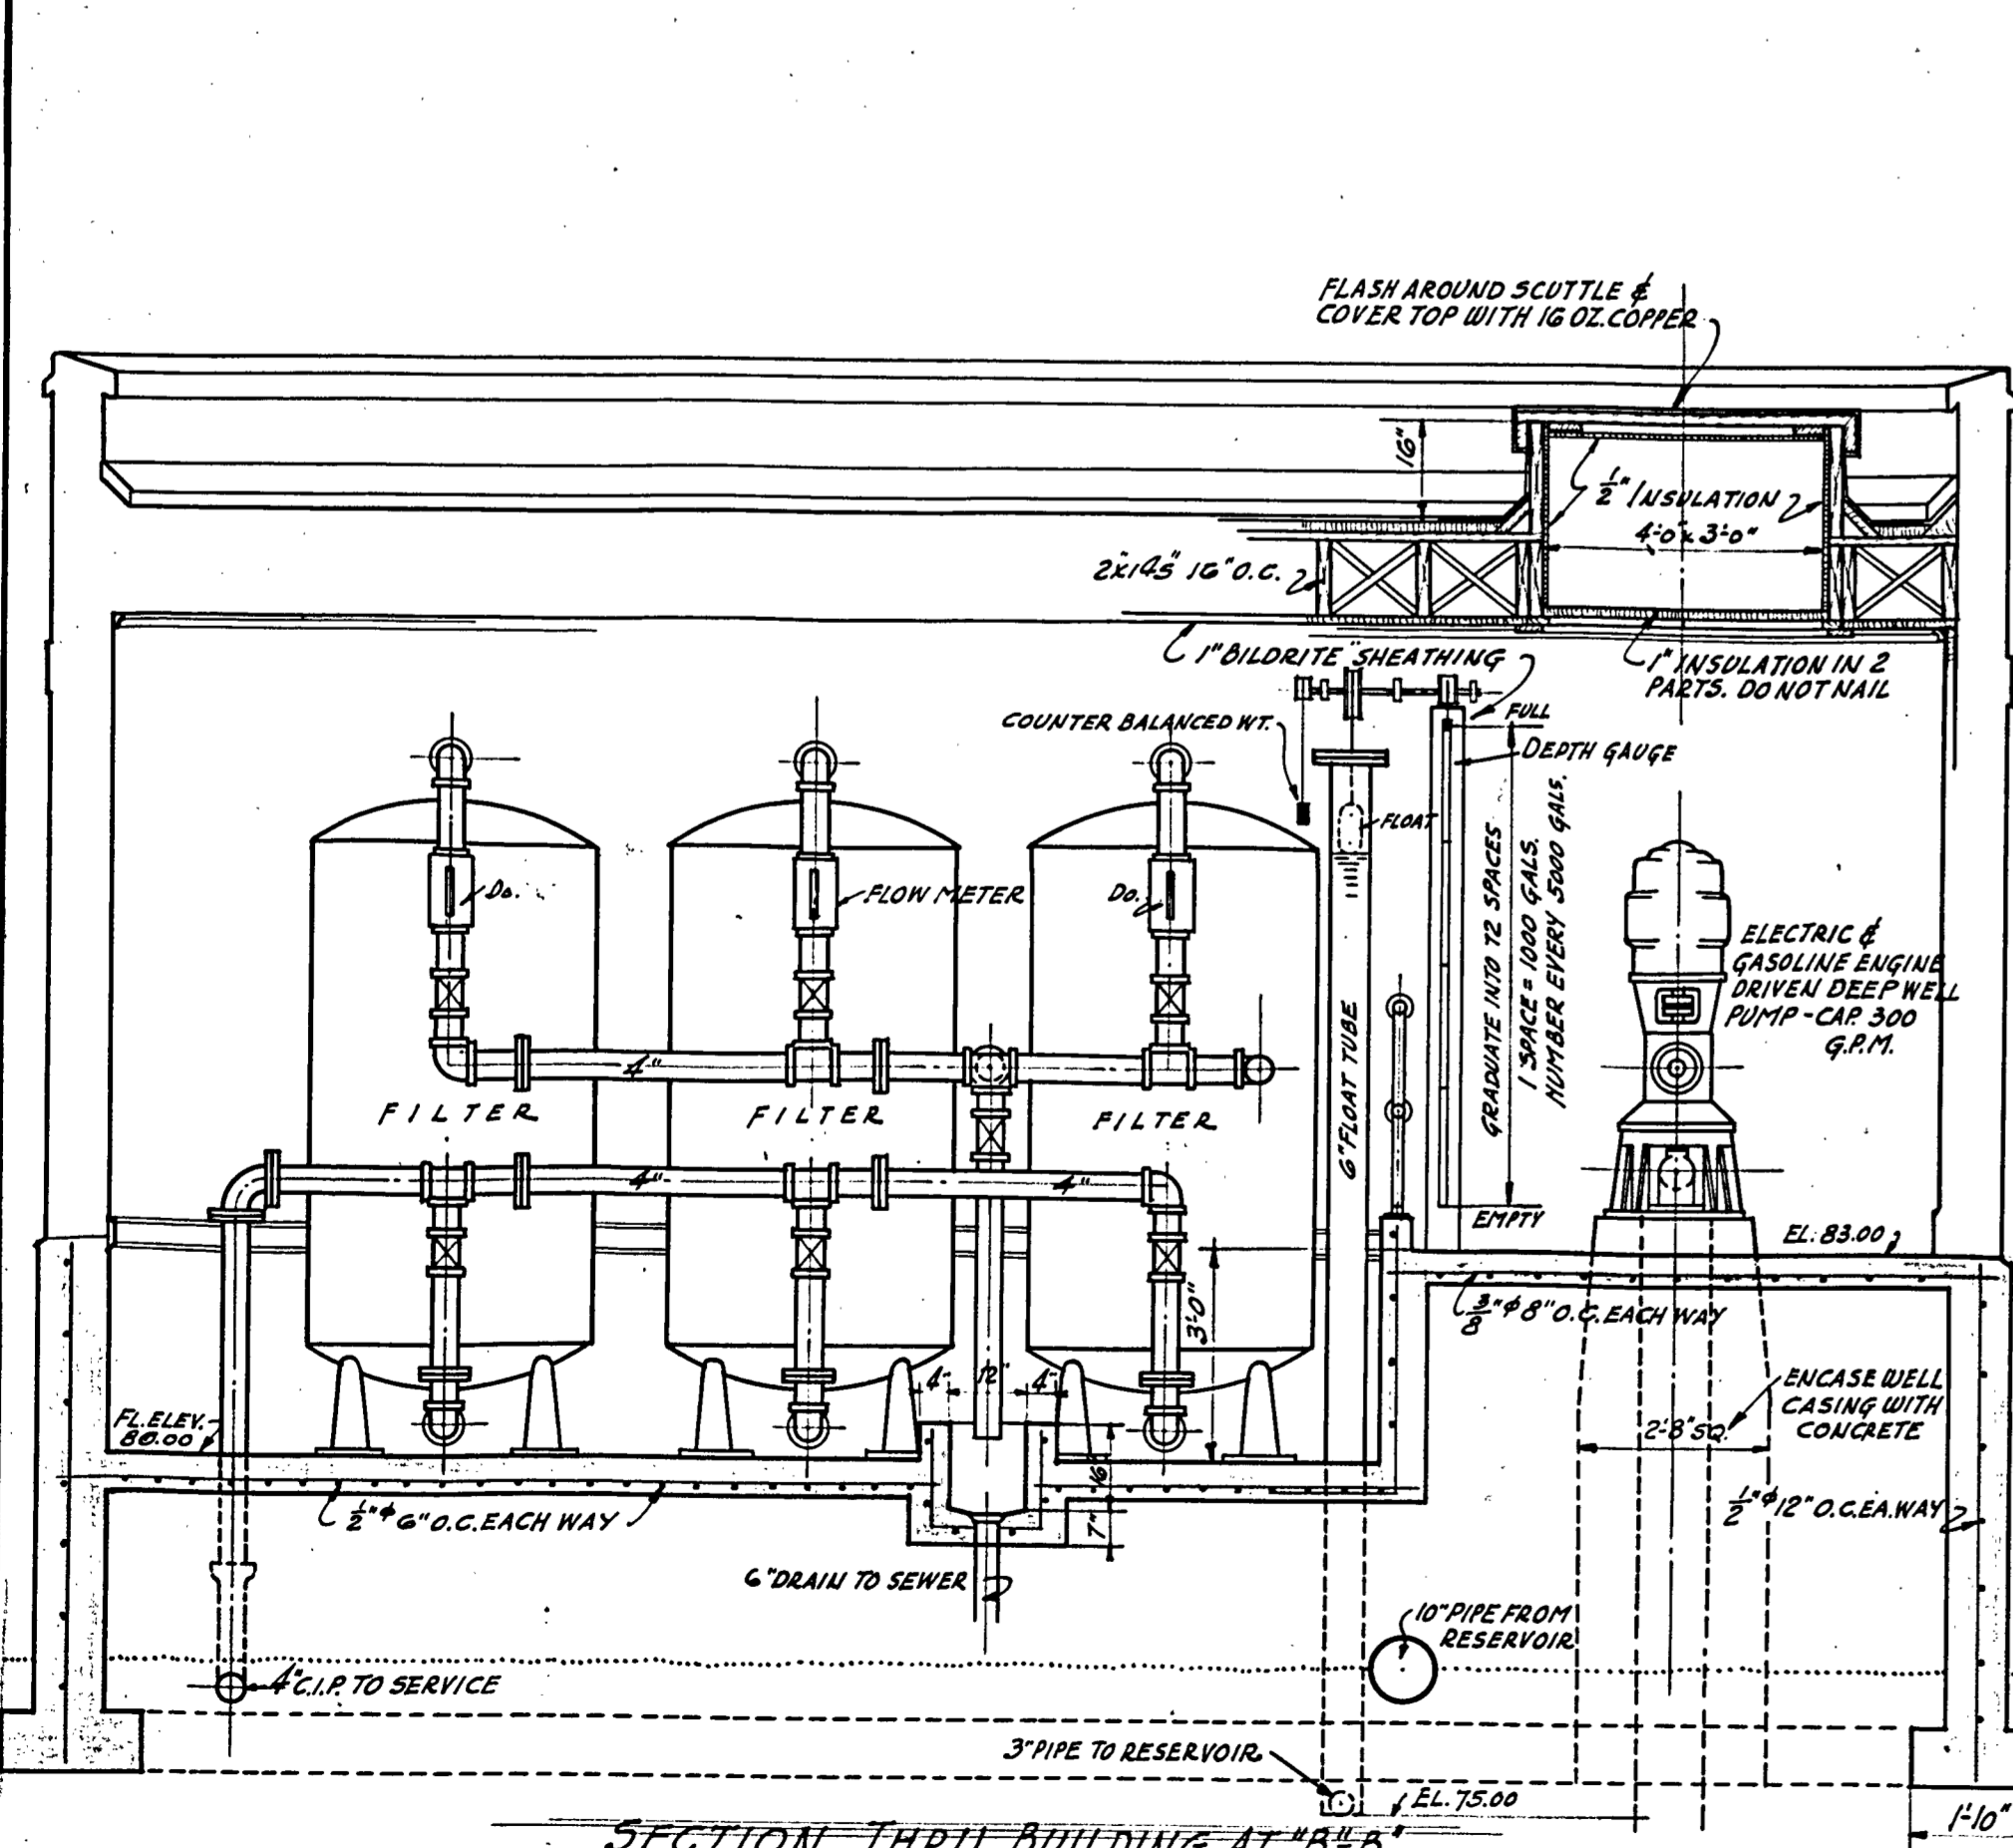 FLASH AROUND SCUTTLE &
COVER TOP WITH 16 OZ. COPPER
16"
1/2" INSULATION
4'-0" x 3'-0"
2"x14s 16" O.C.
1" BILDRITE "SHEATHING
1" INSULATION IN 2
PARTS. DO NOT NAIL
COUNTER BALANCED WT.
FULL
DEPTH GAUGE
FLOAT
Do.
FLOW METER
Do.
GRADUATE INTO 72 SPACES
1 SPACE = 1000 GALS.
NUMBER EVERY 5000 GALS.
ELECTRIC &
GASOLINE ENGINE
DRIVEN DEEP WELL
PUMP - CAP. 300
G.P.M.
6" FLOAT TUBE
4"
FILTER
FILTER
FILTER
4"
4"
EMPTY
EL. 83.00
3'-0"
3/8" φ 8" O.C. EACH WAY
4"
12"
4"
ENCASE WELL
CASING WITH
CONCRETE
FL. ELEV.
80.00
2'-8" SQ.
16"
1/2" φ 6" O.C. EACH WAY
7"
1/2" φ 12" O.C. EA. WAY
6" DRAIN TO SEWER
10" PIPE FROM
RESERVOIR
4" C.I.P. TO SERVICE
3" PIPE TO RESERVOIR
EL. 75.00
1'-10"
SECTION THRU BUILDING AT "B"-B"